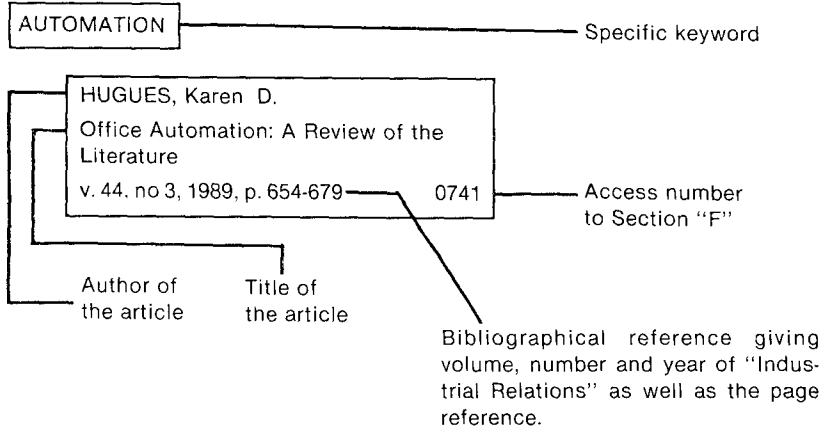 AUTOMATION
Specific keyword
HUGUES, Karen D.
Office Automation: A Review of the
Literature
v. 44, no 3, 1989, p. 654-679 0741
Access number
to Section "F"
Author of
the article
Title of
the article
Bibliographical reference giving
volume, number and year of "Indus-
trial Relations" as well as the page
reference.